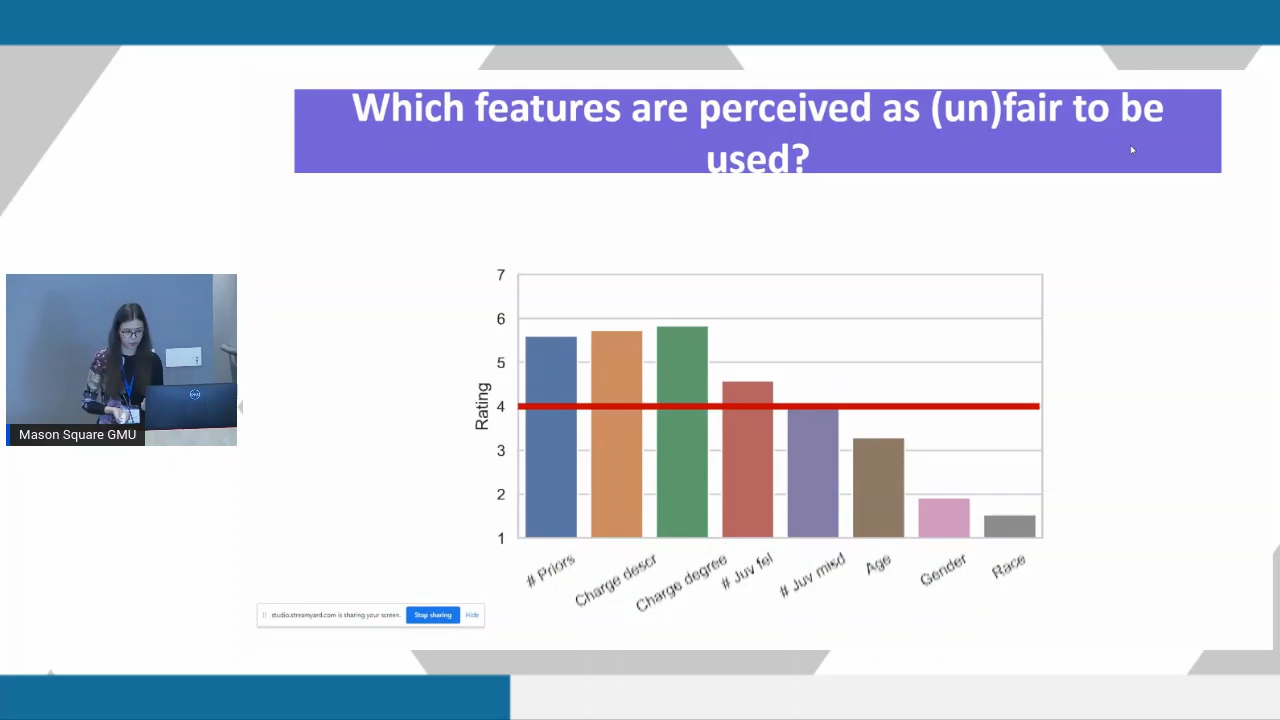 Which features are perceived as (un)fair to be
used?
7
6
5
4
3
2
1
Rating
# Priors
Charge descr
Charge degree
# Juv fel
# Juv misd
Age
Gender
Race
Mason Square GMU
studio.streamyard.com is sharing your screen.
Stop sharing
Hide